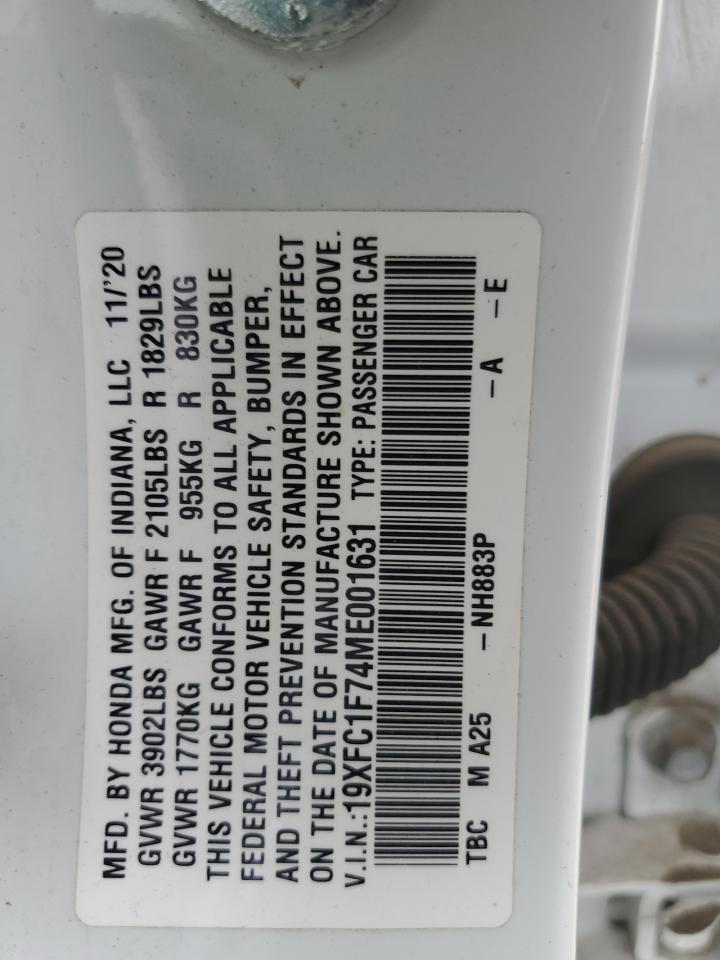 MFD. BY HONDA MFG. OF INDIANA, LLC 11/'20
GVWR 3902LBS GAWR F 2105LBS R 1829LBS
GVWR 1770KG GAWR F 955KG R 830KG
THIS VEHICLE CONFORMS TO ALL APPLICABLE
FEDERAL MOTOR VEHICLE SAFETY, BUMPER,
AND THEFT PREVENTION STANDARDS IN EFFECT
ON THE DATE OF MANUFACTURE SHOWN ABOVE.
V.I.N.:19XFC1F74ME001631 TYPE: PASSENGER CAR
TBC M A25 -NH883P -A -E